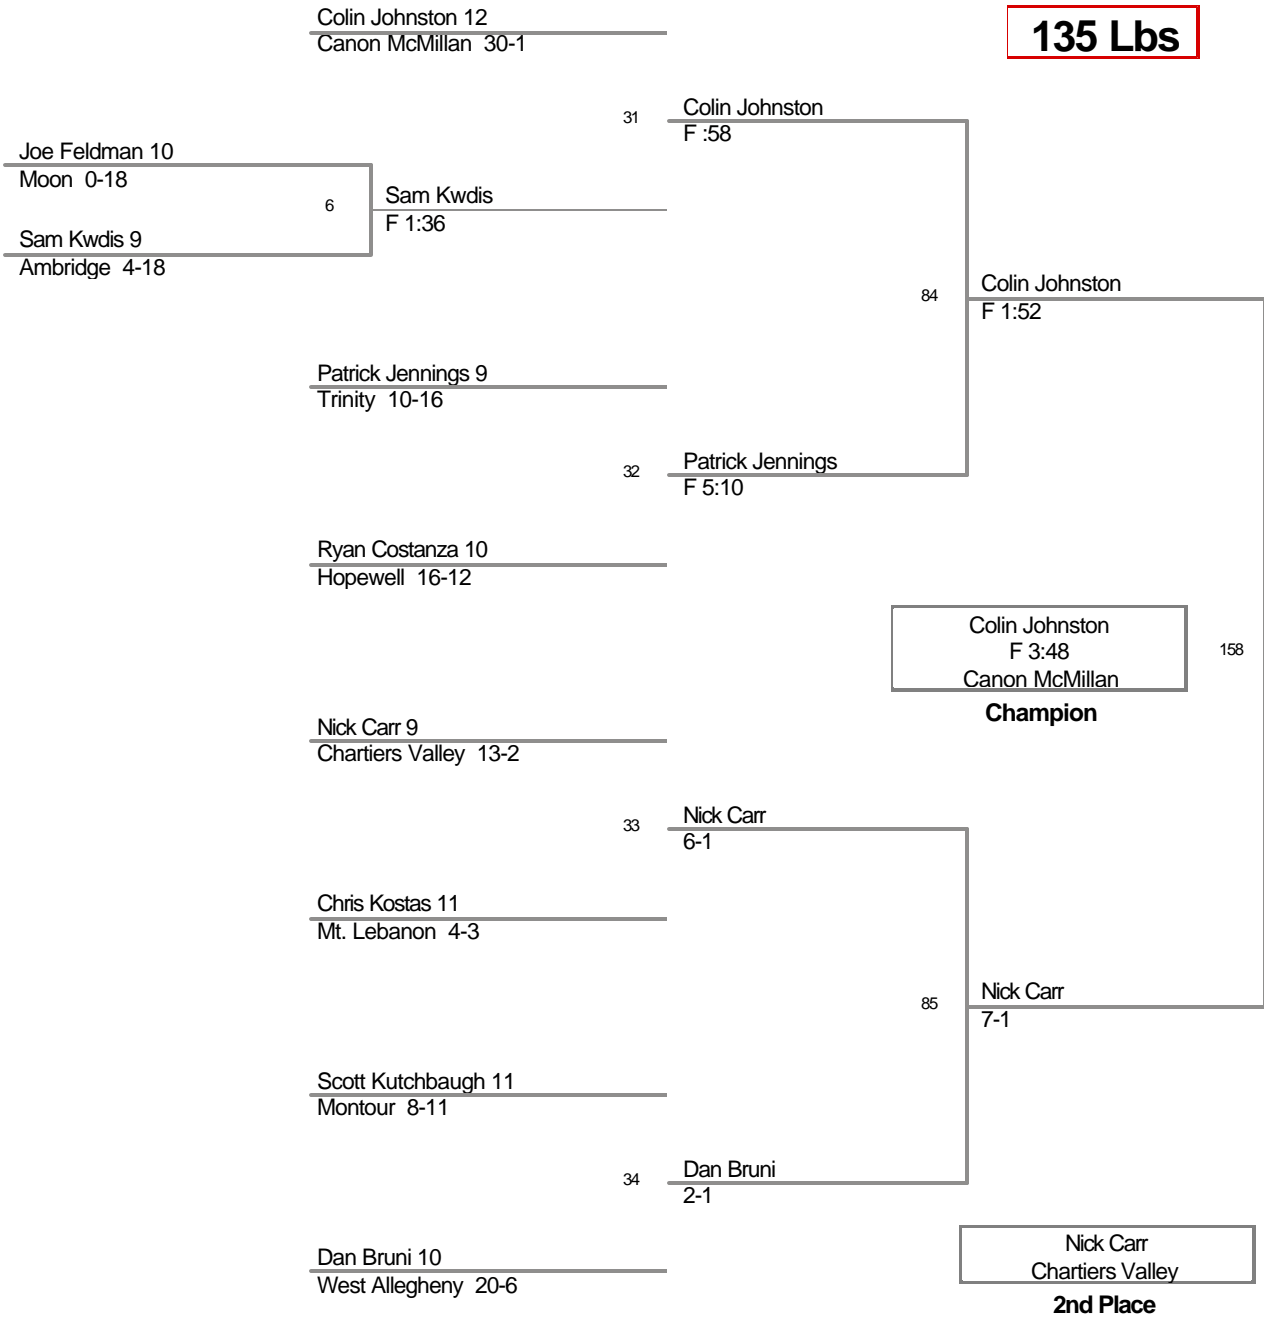 Colin Johnston 12
Canon McMillan 30-1
135 Lbs
31
Colin Johnston
F :58
Joe Feldman 10
Moon 0-18
6
Sam Kwdis
F 1:36
Sam Kwdis 9
Ambridge 4-18
84
Colin Johnston
F 1:52
Patrick Jennings 9
Trinity 10-16
32
Patrick Jennings
F 5:10
Ryan Costanza 10
Hopewell 16-12
Colin Johnston
F 3:48
Canon McMillan
158
Champion
Nick Carr 9
Chartiers Valley 13-2
33
Nick Carr
6-1
Chris Kostas 11
Mt. Lebanon 4-3
85
Nick Carr
7-1
Scott Kutchbaugh 11
Montour 8-11
34
Dan Bruni
2-1
Dan Bruni 10
West Allegheny 20-6
Nick Carr
Chartiers Valley
2nd Place